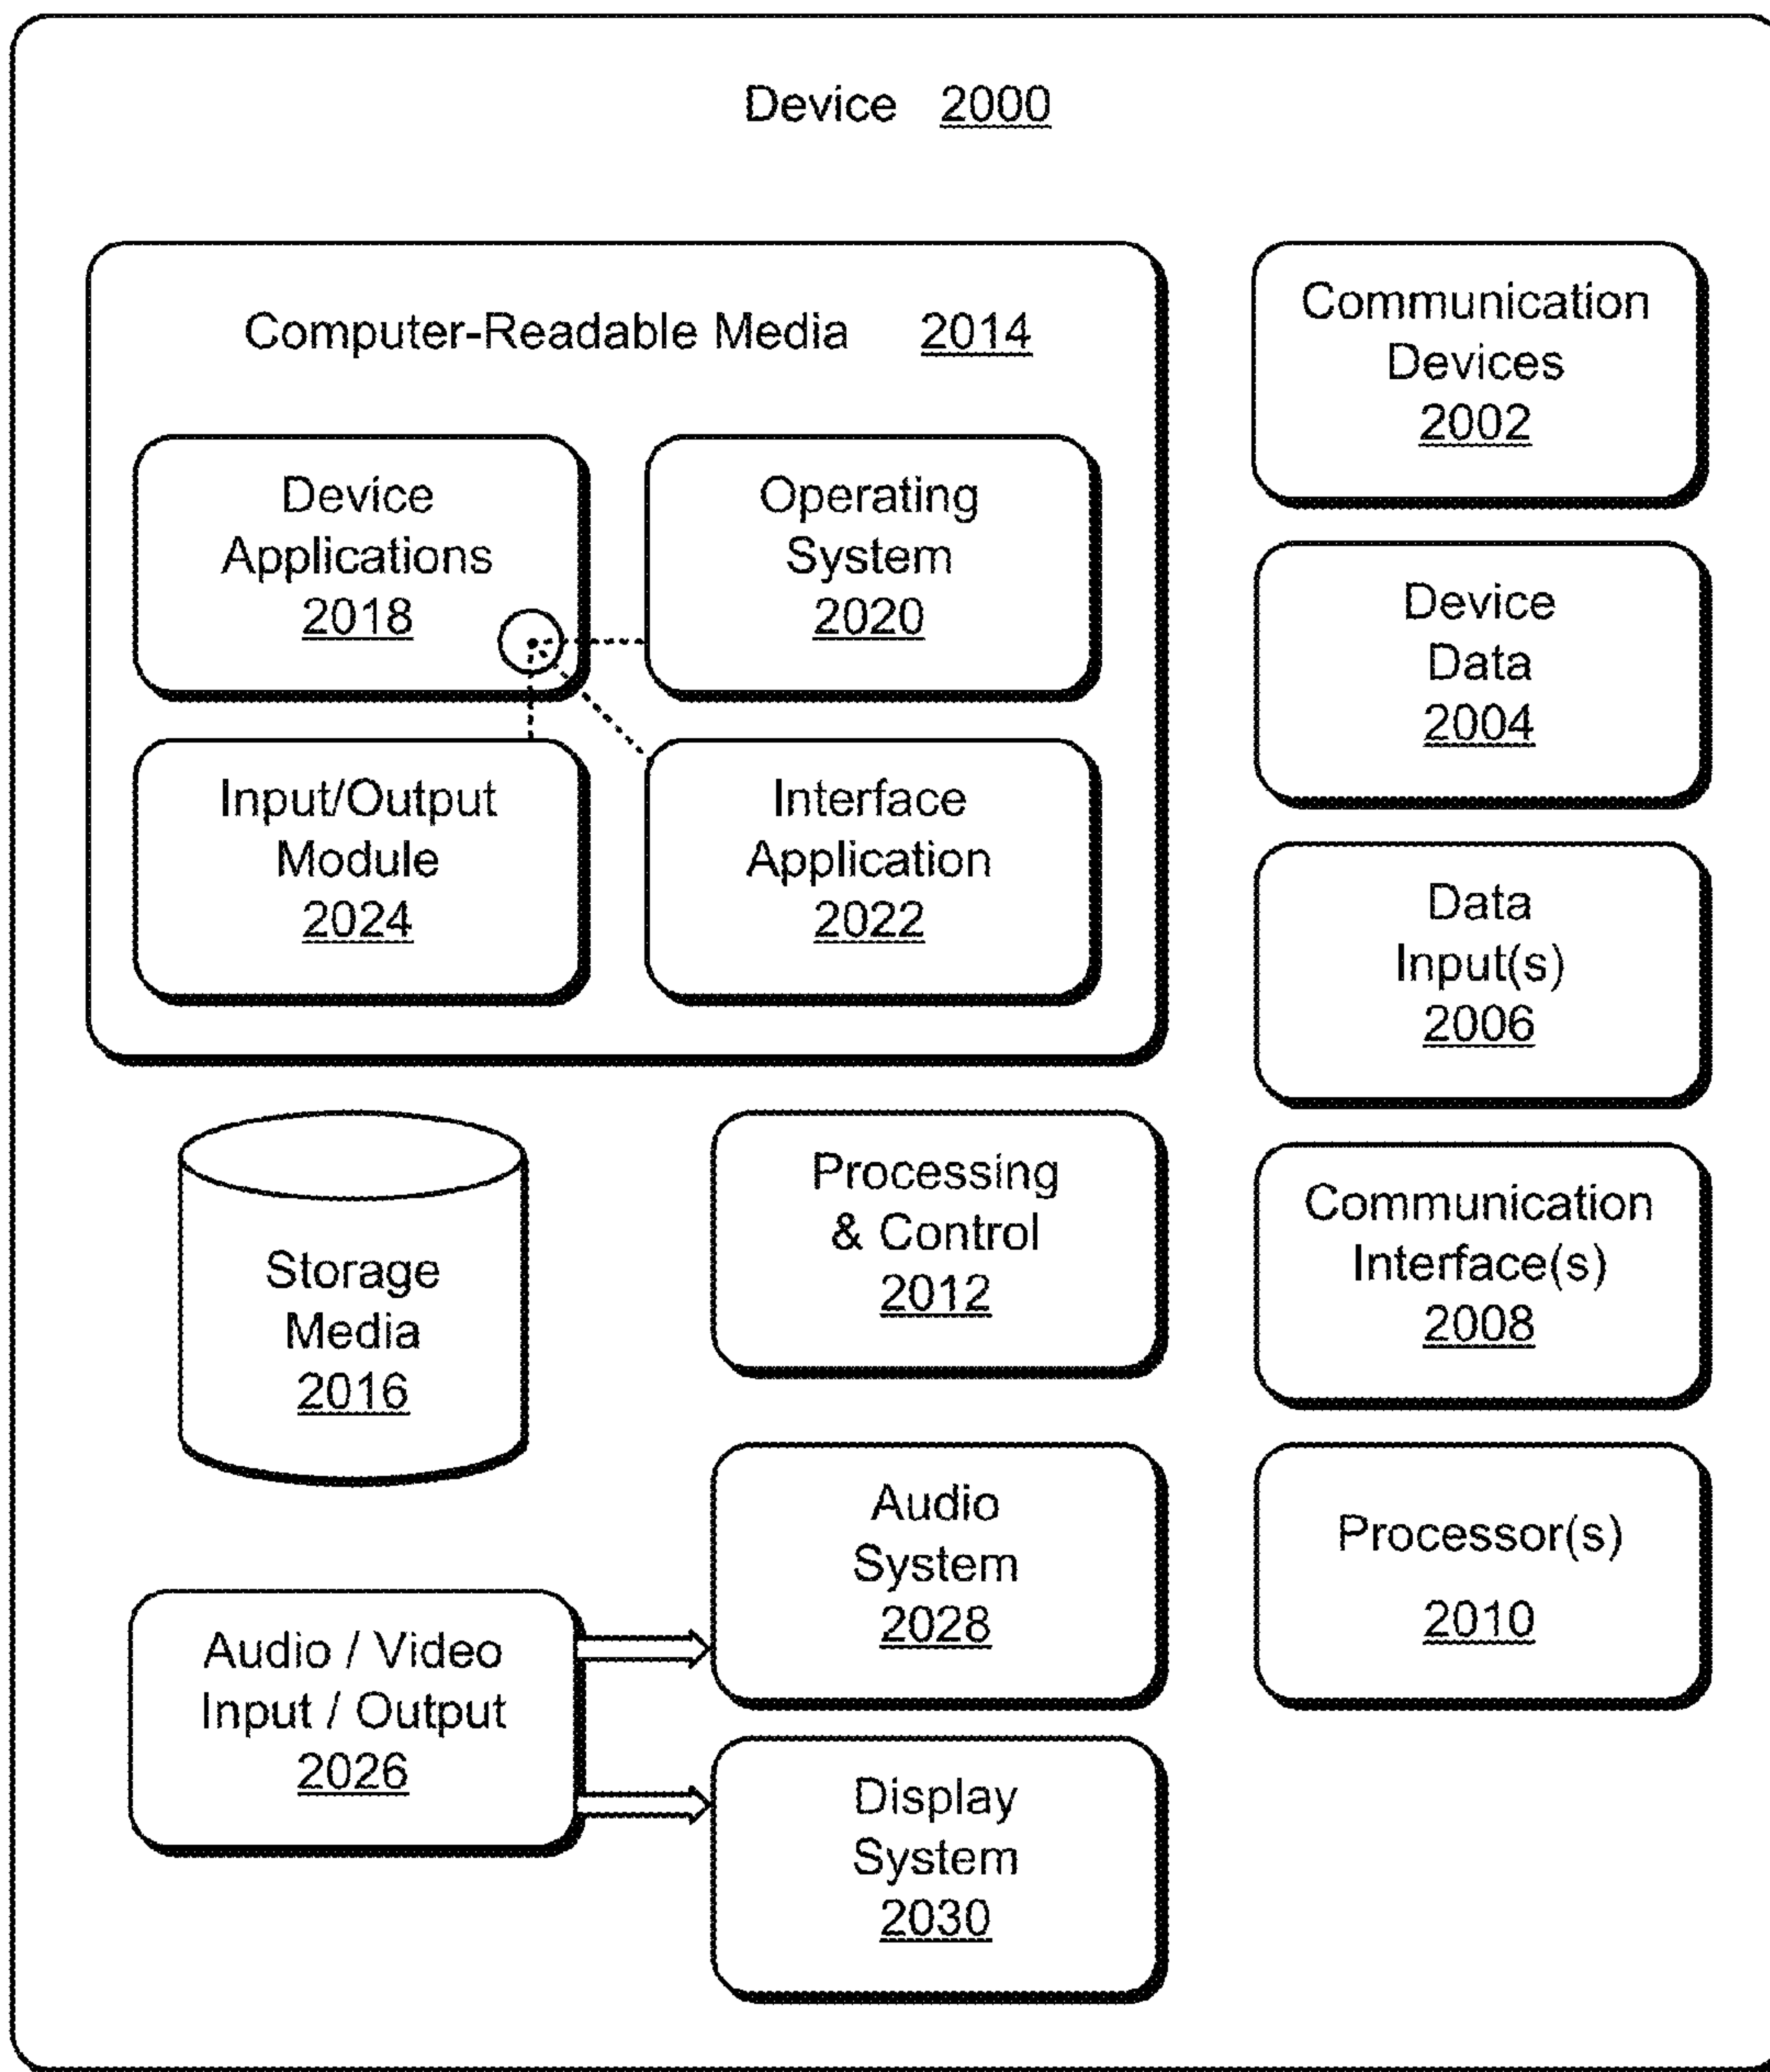 Device 2000
Computer-Readable Media 2014
Device
Applications
2018
Operating
System
2020
Input/Output
Module
2024
Interface
Application
2022
Communication
Devices
2002
Device
Data
2004
Data
Input(s)
2006
Communication
Interface(s)
2008
Processor(s)
2010
Storage
Media
2016
Processing
& Control
2012
Audio / Video
Input / Output
2026
Audio
System
2028
Display
System
2030